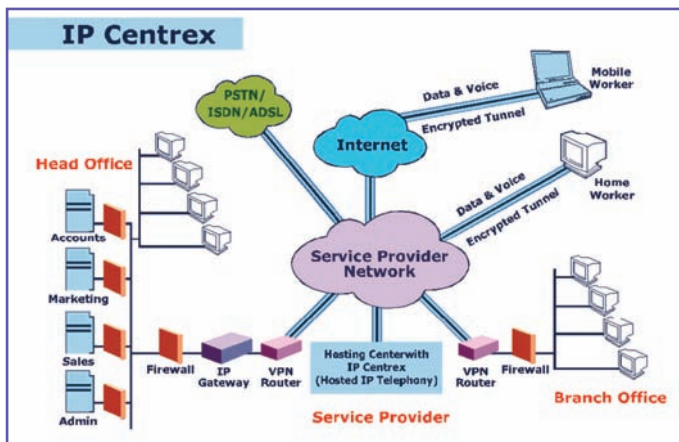 IP Centrex
PSTN/
ISDN/ADSL
Data & Voice
Encrypted Tunnel
Mobile
Worker
Internet
Head Office
Data & Voice
Encrypted Tunnel
Home
Worker
Accounts
Service Provider
Network
Marketing
Sales
Firewall
IP
Gateway
VPN
Router
Hosting Centerwith
IP Centrex
(Hosted IP Telephony)
VPN
Router
Firewall
Admin
Service Provider
Branch Office